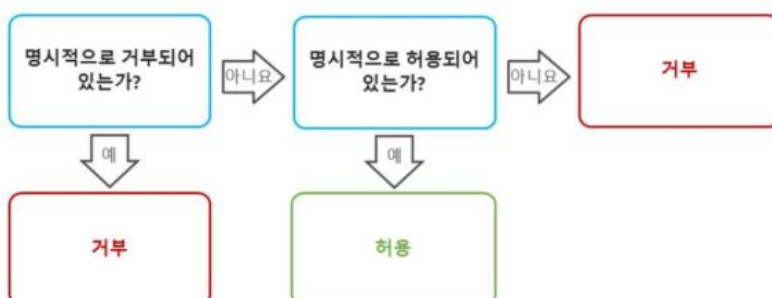 명시적으로 거부되어
있는가?
아니요
명시적으로 허용되어
있는가?
아니요
거부
예
예
거부
허용